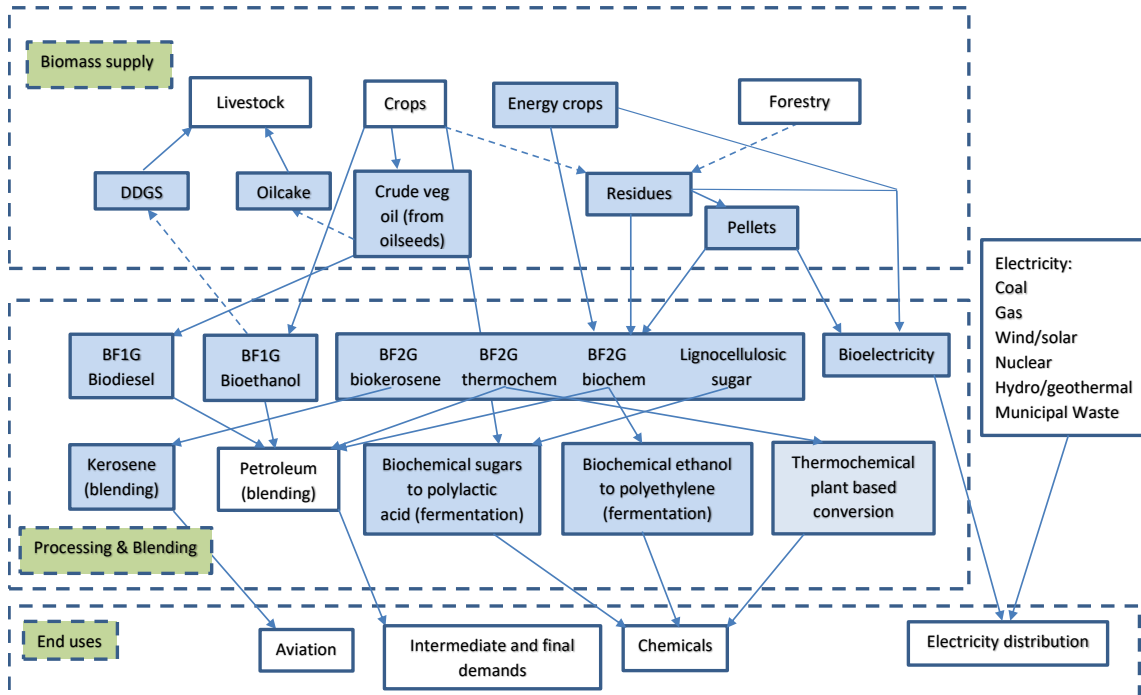 Biomass supply
Livestock
Crops
Energy crops
Forestry
DDGS
Oilcake
Crude veg
oil (from
oilseeds)
Residues
Pellets
Electricity:
Coal
Gas
Wind/solar
Nuclear
Hydro/geothermal
Municipal Waste
BF1G
Biodiesel
BF1G
Bioethanol
BF2G
biokerosene
BF2G
thermochem
BF2G
biochem
Lignocellulosic
sugar
Bioelectricity
Kerosene
(blending)
Petroleum
(blending)
Biochemical sugars
to polylactic
acid (fermentation)
Biochemical ethanol
to polyethylene
(fermentation)
Thermochemical
plant based
conversion
Processing & Blending
End uses
Aviation
Intermediate and final
demands
Chemicals
Electricity distribution